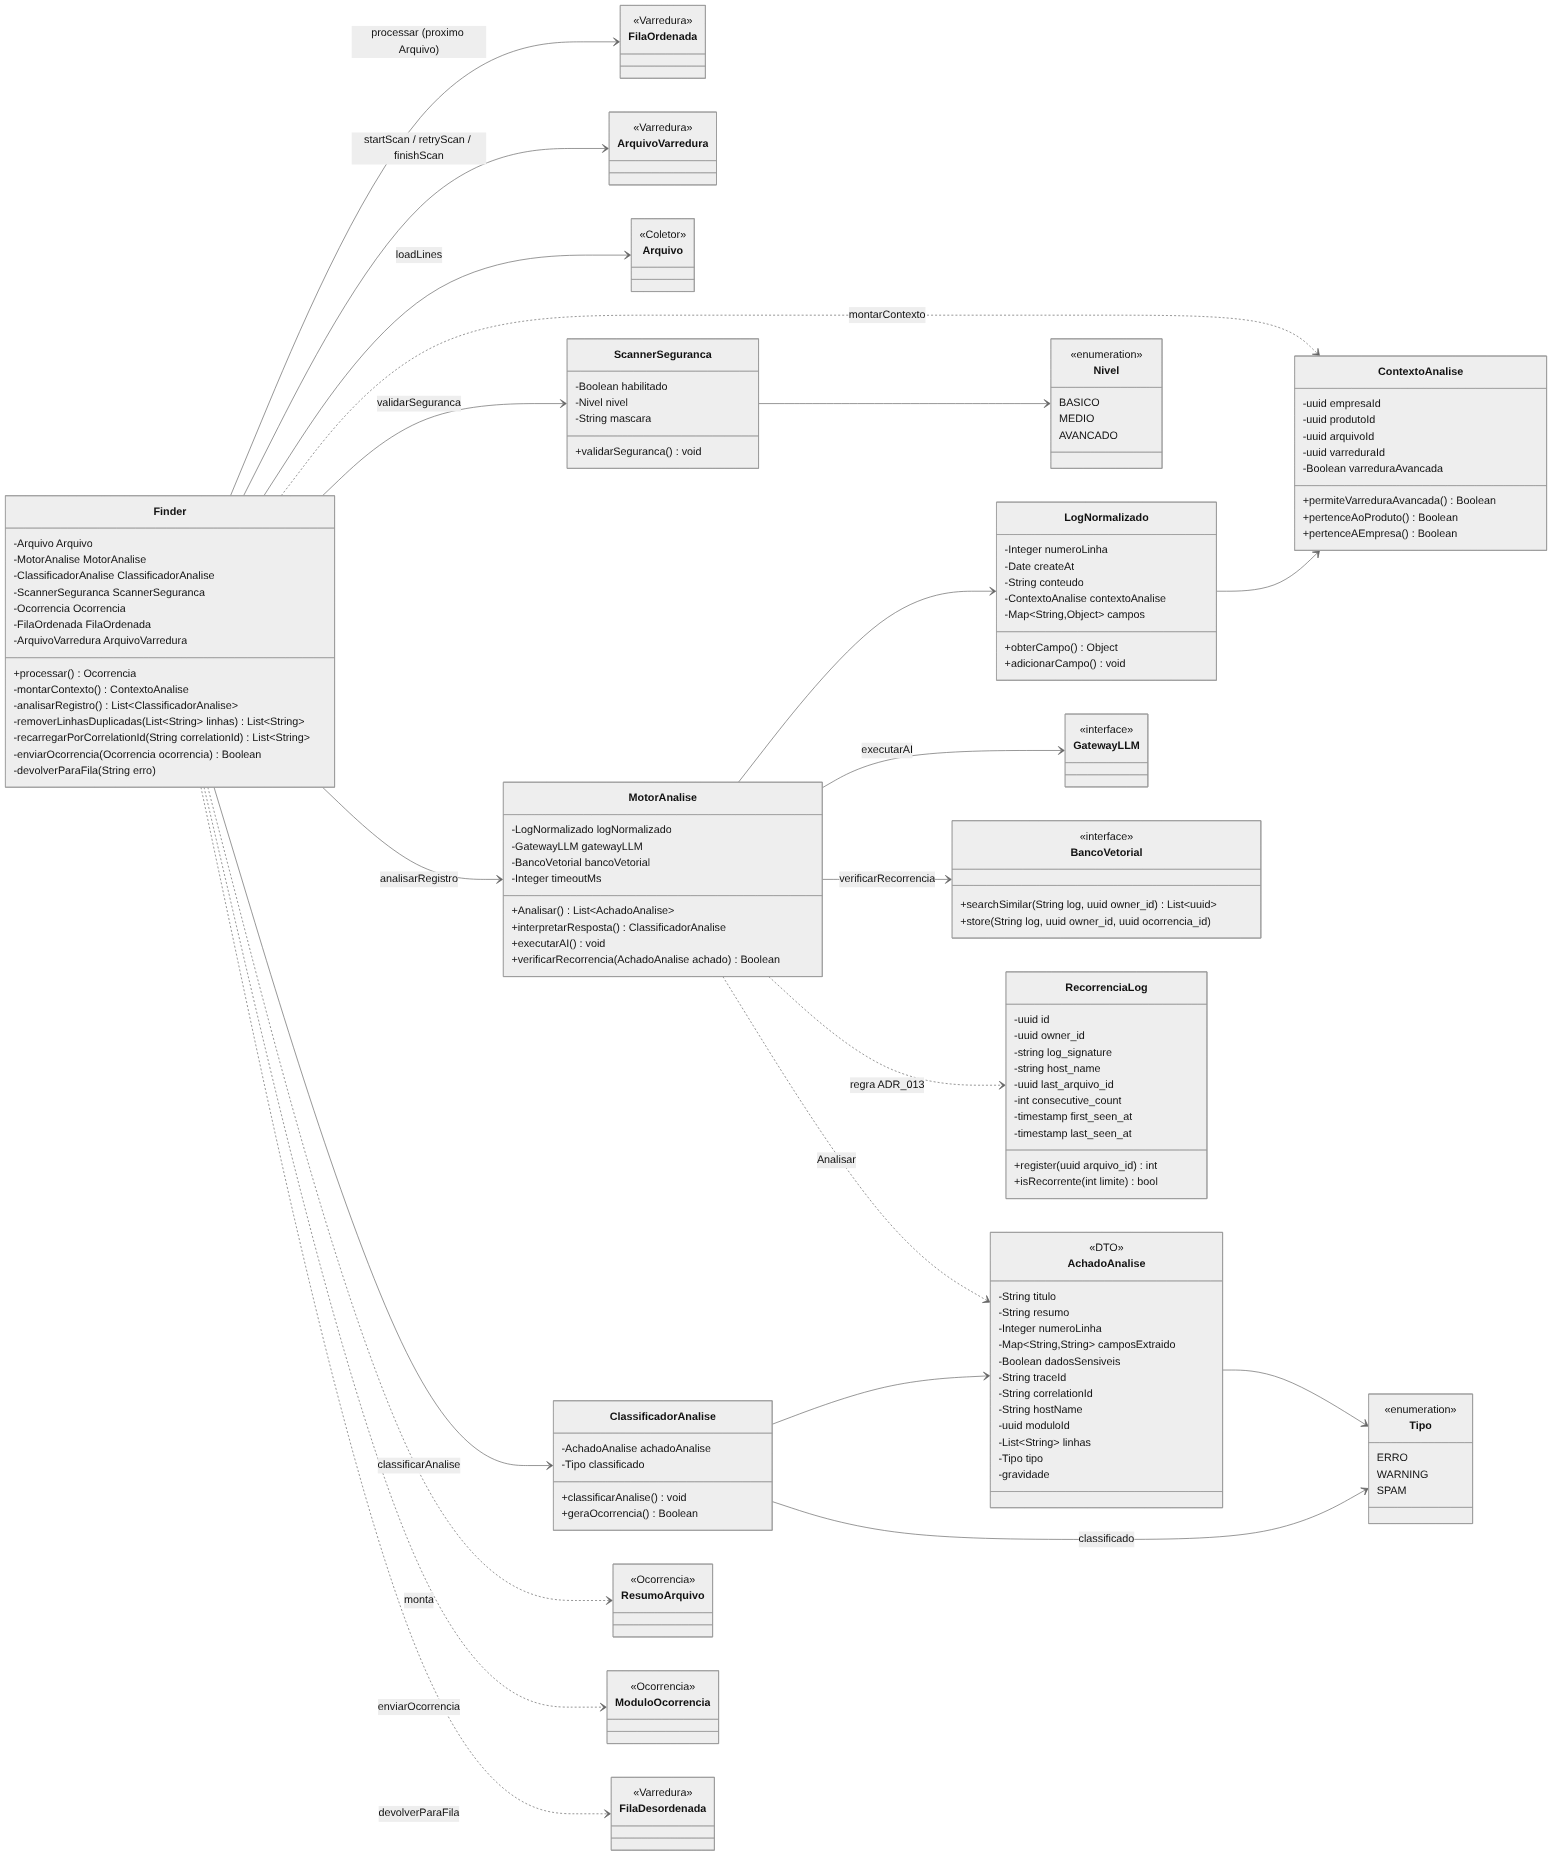 processar (proximo
Arquivo)
«Varredura»
FilaOrdenada
startScan / retryScan /
finishScan
«Varredura»
ArquivoVarredura
loadLines
«Coletor»
Arquivo
montarContexto
validarSeguranca
ScannerSeguranca
-Boolean habilitado
-Nivel nivel
-String mascara
+validarSeguranca() : void
«enumeration»
Nivel
BASICO
MEDIO
AVANCADO
ContextoAnalise
-uuid empresaId
-uuid produtoId
-uuid arquivoId
-uuid varreduraId
-Boolean varreduraAvancada
+permiteVarreduraAvancada() : Boolean
+pertenceAoProduto() : Boolean
+pertenceAEmpresa() : Boolean
Finder
-Arquivo Arquivo
-MotorAnalise MotorAnalise
-ClassificadorAnalise ClassificadorAnalise
-ScannerSeguranca ScannerSeguranca
-Ocorrencia Ocorrencia
-FilaOrdenada FilaOrdenada
-ArquivoVarredura ArquivoVarredura
+processar() : Ocorrencia
-montarContexto() : ContextoAnalise
-analisarRegistro() : List<ClassificadorAnalise>
-removerLinhasDuplicadas(List<String> linhas) : List<String>
-recarregarPorCorrelationId(String correlationId) : List<String>
-enviarOcorrencia(Ocorrencia ocorrencia) : Boolean
-devolverParaFila(String erro)
LogNormalizado
-Integer numeroLinha
-Date createAt
-String conteudo
-ContextoAnalise contextoAnalise
-Map<String,Object> campos
+obterCampo() : Object
+adicionarCampo() : void
analisarRegistro
MotorAnalise
-LogNormalizado logNormalizado
-GatewayLLM gatewayLLM
-BancoVetorial bancoVetorial
-Integer timeoutMs
+Analisar() : List<AchadoAnalise>
+interpretarResposta() : ClassificadorAnalise
+executarAI() : void
+verificarRecorrencia(AchadoAnalise achado) : Boolean
executarAI
«interface»
GatewayLLM
verificarRecorrencia
«interface»
BancoVetorial
+searchSimilar(String log, uuid owner_id) : List<uuid>
+store(String log, uuid owner_id, uuid ocorrencia_id)
regra ADR_013
RecorrenciaLog
-uuid id
-uuid owner_id
-string log_signature
-string host_name
-uuid last_arquivo_id
-int consecutive_count
-timestamp first_seen_at
-timestamp last_seen_at
+register(uuid arquivo_id) : int
+isRecorrente(int limite) : bool
Analisar
«DTO»
AchadoAnalise
-String titulo
-String resumo
-Integer numeroLinha
-Map<String,String> camposExtraido
-Boolean dadosSensiveis
-String traceId
-String correlationId
-String hostName
-uuid moduloId
-List<String> linhas
-Tipo tipo
-gravidade
«enumeration»
Tipo
ERRO
WARNING
SPAM
ClassificadorAnalise
-AchadoAnalise achadoAnalise
-Tipo classificado
+classificarAnalise() : void
+geraOcorrencia() : Boolean
classificado
classificarAnalise
«Ocorrencia»
ResumoArquivo
monta
«Ocorrencia»
ModuloOcorrencia
enviarOcorrencia
«Varredura»
FilaDesordenada
devolverParaFila